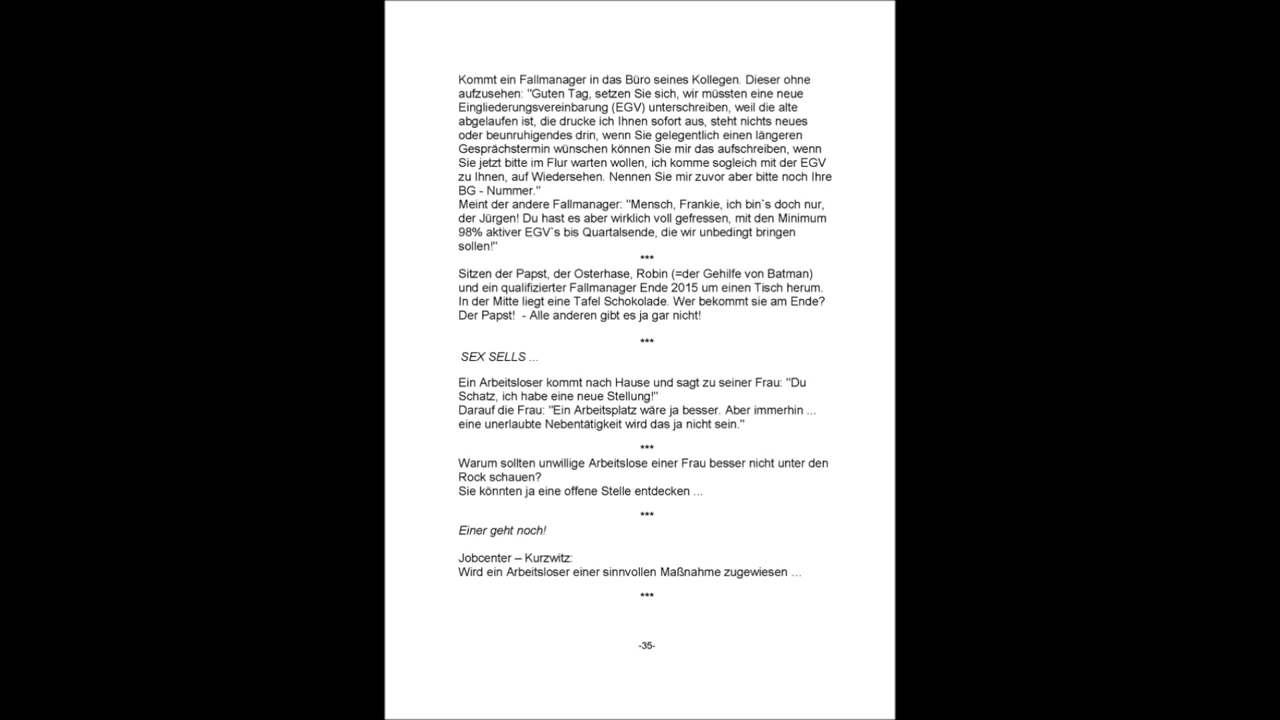 Kommt ein Fallmanager in das Büro seines Kollegen. Dieser ohne
aufzusehen: "Guten Tag, setzen Sie sich, wir müssten eine neue
Eingliederungsvereinbarung (EGV) unterschreiben, weil die alte
abgelaufen ist, die drucke ich Ihnen sofort aus, steht nichts neues
oder beunruhigendes drin, wenn Sie gelegentlich einen längeren
Gesprächstermin wünschen können Sie mir das aufschreiben, wenn
Sie jetzt bitte im Flur warten wollen, ich komme sogleich mit der EGV
zu Ihnen, auf Wiedersehen. Nennen Sie mir zuvor aber bitte noch Ihre
BG - Nummer."
Meint der andere Fallmanager: "Mensch, Frankie, ich bin`s doch nur,
der Jürgen! Du hast es aber wirklich voll gefressen, mit den Minimum
98% aktiver EGV`s bis Quartalsende, die wir unbedingt bringen
sollen!"
***
Sitzen der Papst, der Osterhase, Robin (=der Gehilfe von Batman)
und ein qualifizierter Fallmanager Ende 2015 um einen Tisch herum.
In der Mitte liegt eine Tafel Schokolade. Wer bekommt sie am Ende?
Der Papst!  - Alle anderen gibt es ja gar nicht!
***
SEX SELLS ...
Ein Arbeitsloser kommt nach Hause und sagt zu seiner Frau: "Du
Schatz, ich habe eine neue Stellung!"
Darauf die Frau: "Ein Arbeitsplatz wäre ja besser. Aber immerhin ...
eine unerlaubte Nebentätigkeit wird das ja nicht sein."
***
Warum sollten unwillige Arbeitslose einer Frau besser nicht unter den
Rock schauen?
Sie könnten ja eine offene Stelle entdecken ...
***
Einer geht noch!
Jobcenter – Kurzwitz:
Wird ein Arbeitsloser einer sinnvollen Maßnahme zugewiesen ...
***
-35-